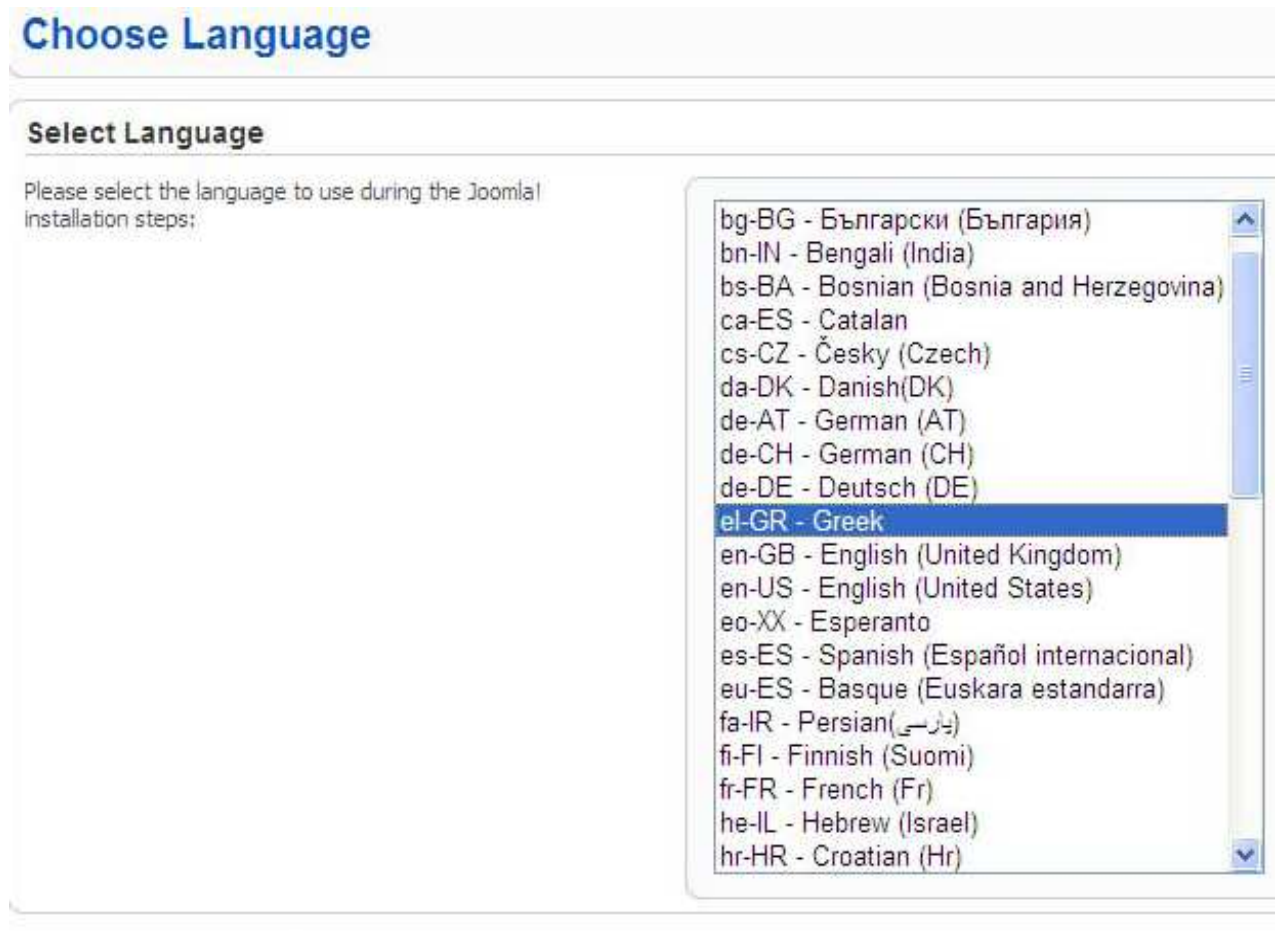 Choose Language
Select Language
Please select the language to use during the Joomla!
installation steps:
bg-BG - Български (България)
bn-IN - Bengali (India)
bs-BA - Bosnian (Bosnia and Herzegovina)
ca-ES - Catalan
cs-CZ - Česky (Czech)
da-DK - Danish(DK)
de-AT - German (AT)
de-CH - German (CH)
de-DE - Deutsch (DE)
el-GR - Greek
en-GB - English (United Kingdom)
en-US - English (United States)
eo-XX - Esperanto
es-ES - Spanish (Español internacional)
eu-ES - Basque (Euskara estandarra)
fa-IR - Persian(پارسی)
fi-FI - Finnish (Suomi)
fr-FR - French (Fr)
he-IL - Hebrew (Israel)
hr-HR - Croatian (Hr)